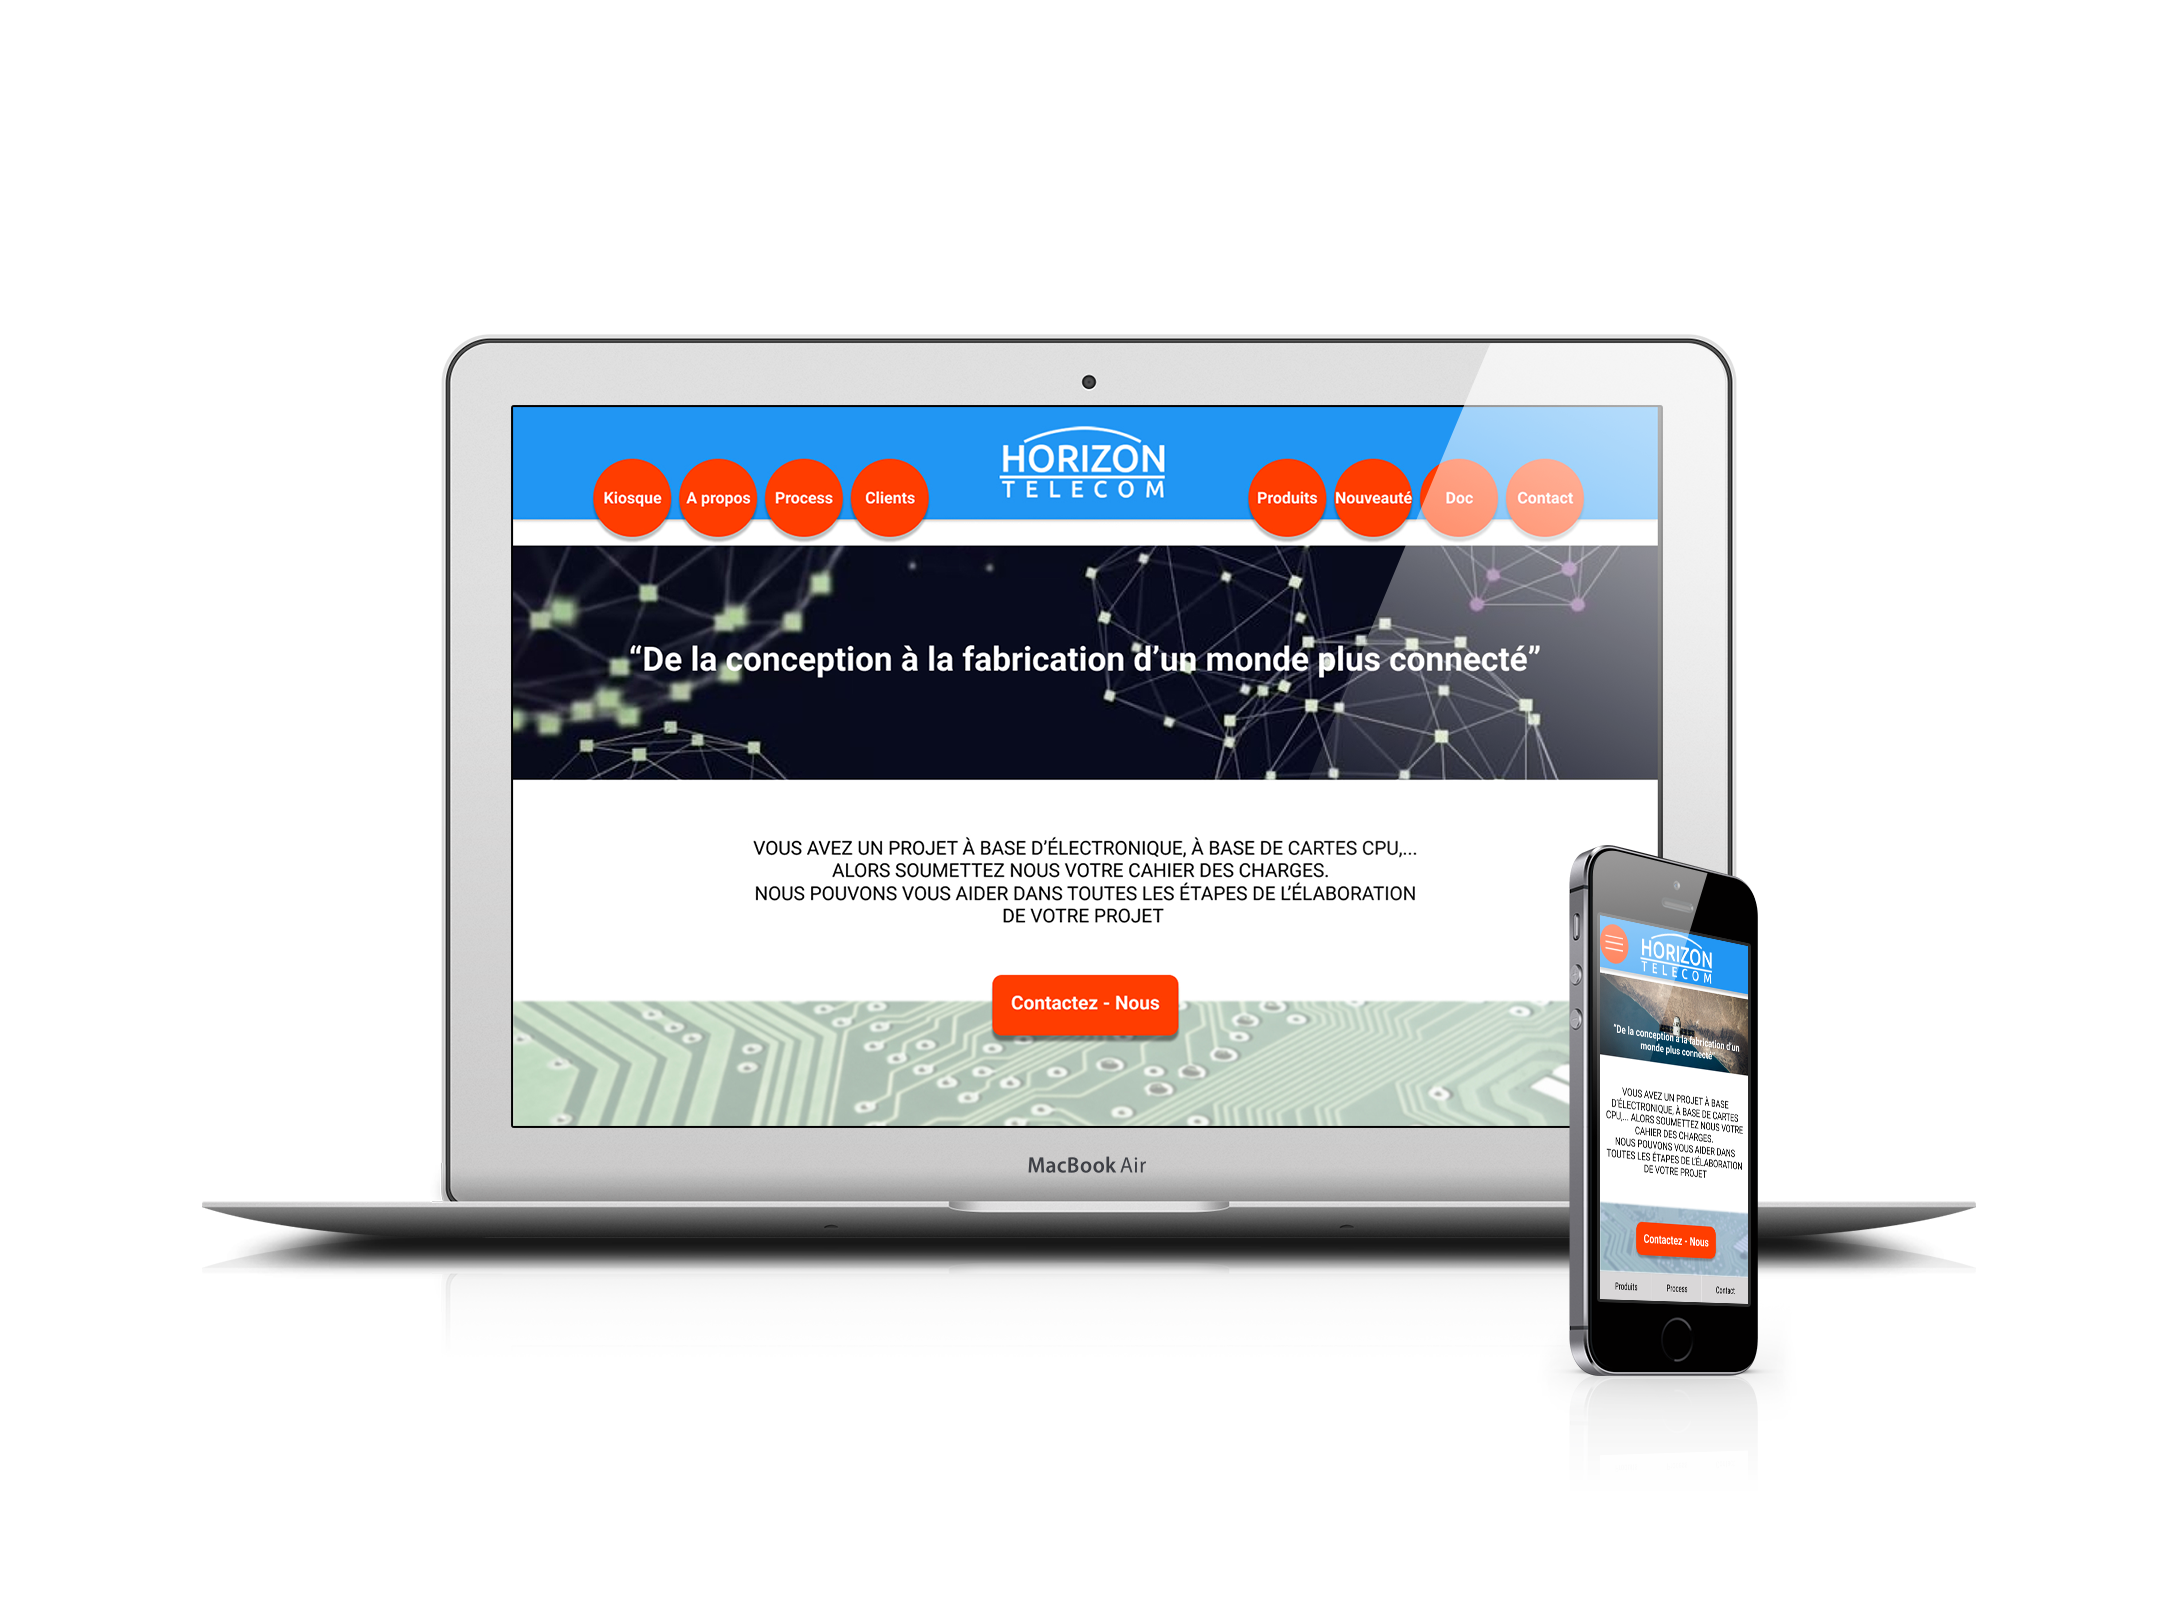 HORIZON
TELECOM
Kiosque A propos Process Clients Produits Nouveauté Doc Contact
“De la conception à la fabrication d’un monde plus connecté”
VOUS AVEZ UN PROJET À BASE D’ÉLECTRONIQUE, À BASE DE CARTES CPU,...
ALORS SOUMETTEZ NOUS VOTRE CAHIER DES CHARGES.
NOUS POUVONS VOUS AIDER DANS TOUTES LES ÉTAPES DE L’ÉLABORATION
DE VOTRE PROJET
Contactez - Nous
MacBook Air
HORIZON
TELECOM
“De la conception à la fabrication d’un
monde plus connecté”
VOUS AVEZ UN PROJET À BASE
D’ÉLECTRONIQUE, À BASE DE CARTES
CPU,... ALORS SOUMETTEZ NOUS VOTRE
CAHIER DES CHARGES.
NOUS POUVONS VOUS AIDER DANS
TOUTES LES ÉTAPES DE L’ÉLABORATION
DE VOTRE PROJET
Contactez - Nous
Produits Process Contact